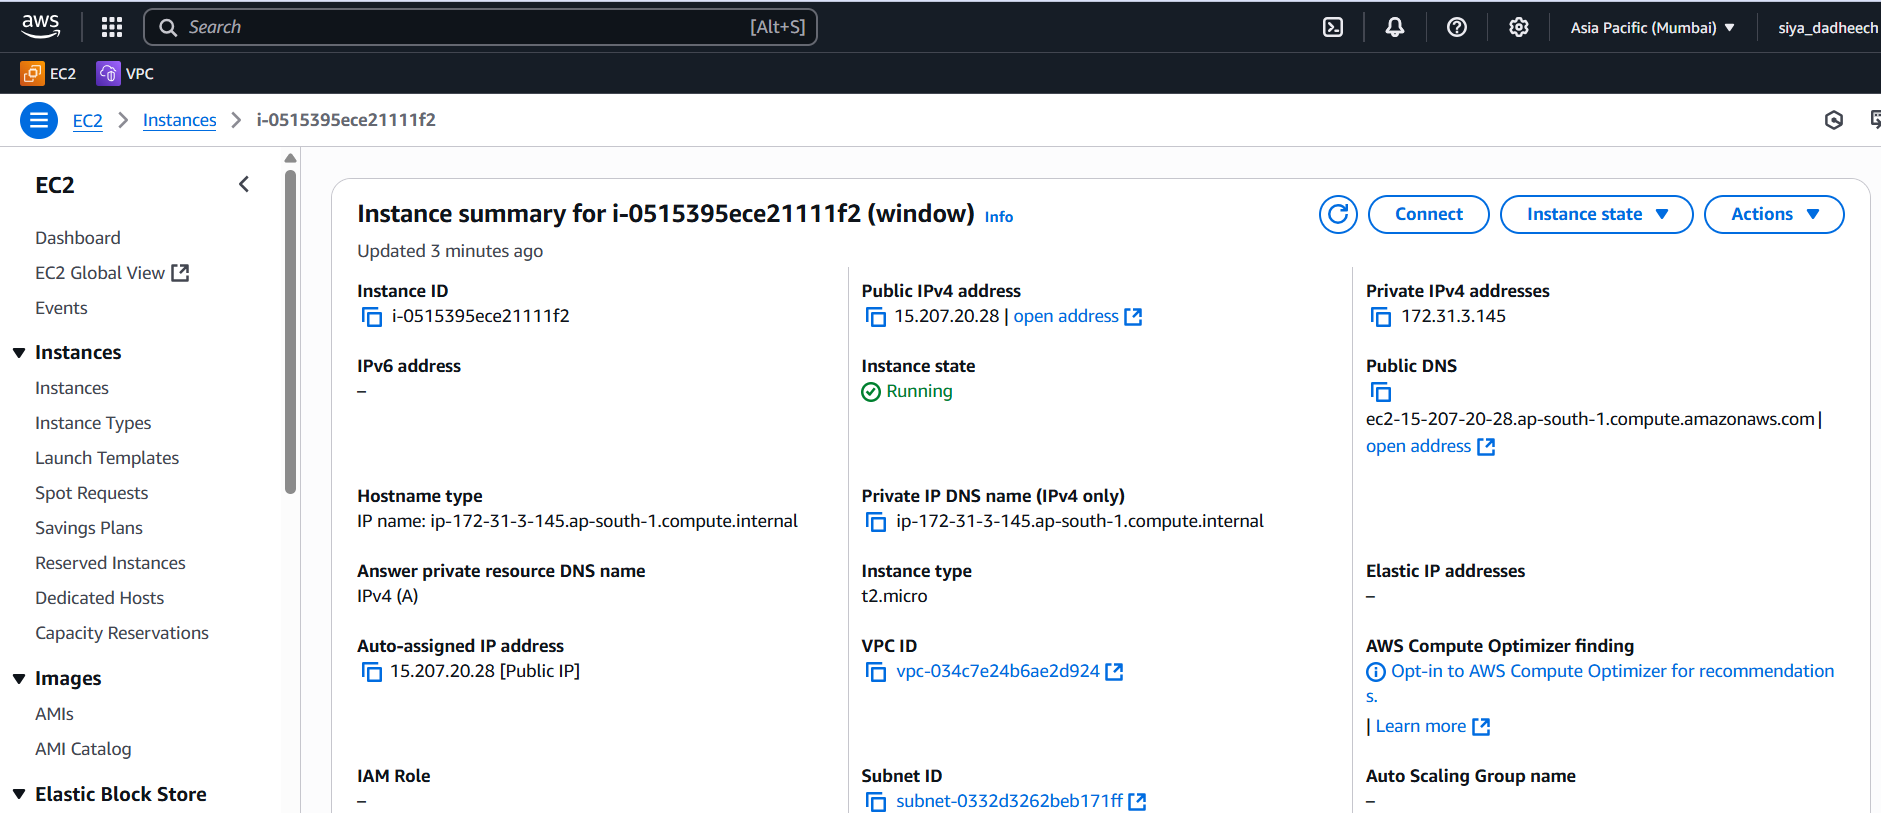 aws
Search [Alt+S]
Asia Pacific (Mumbai)
siya_dadheech
EC2
VPC
EC2 > Instances > i-0515395ece21111f2
EC2
Dashboard
EC2 Global View
Events
Instances
Instances
Instance Types
Launch Templates
Spot Requests
Savings Plans
Reserved Instances
Dedicated Hosts
Capacity Reservations
Images
AMIs
AMI Catalog
Elastic Block Store
Instance summary for i-0515395ece21111f2 (window) Info
Updated 3 minutes ago
Connect
Instance state
Actions
Instance ID
i-0515395ece21111f2
Public IPv4 address
15.207.20.28 | open address
Private IPv4 addresses
172.31.3.145
IPv6 address
–
Instance state
Running
Public DNS
ec2-15-207-20-28.ap-south-1.compute.amazonaws.com |
open address
Hostname type
IP name: ip-172-31-3-145.ap-south-1.compute.internal
Private IP DNS name (IPv4 only)
ip-172-31-3-145.ap-south-1.compute.internal
Answer private resource DNS name
IPv4 (A)
Instance type
t2.micro
Elastic IP addresses
–
Auto-assigned IP address
15.207.20.28 [Public IP]
VPC ID
vpc-034c7e24b6ae2d924
AWS Compute Optimizer finding
Opt-in to AWS Compute Optimizer for recommendation
s.
| Learn more
IAM Role
–
Subnet ID
subnet-0332d3262beb171ff
Auto Scaling Group name
–